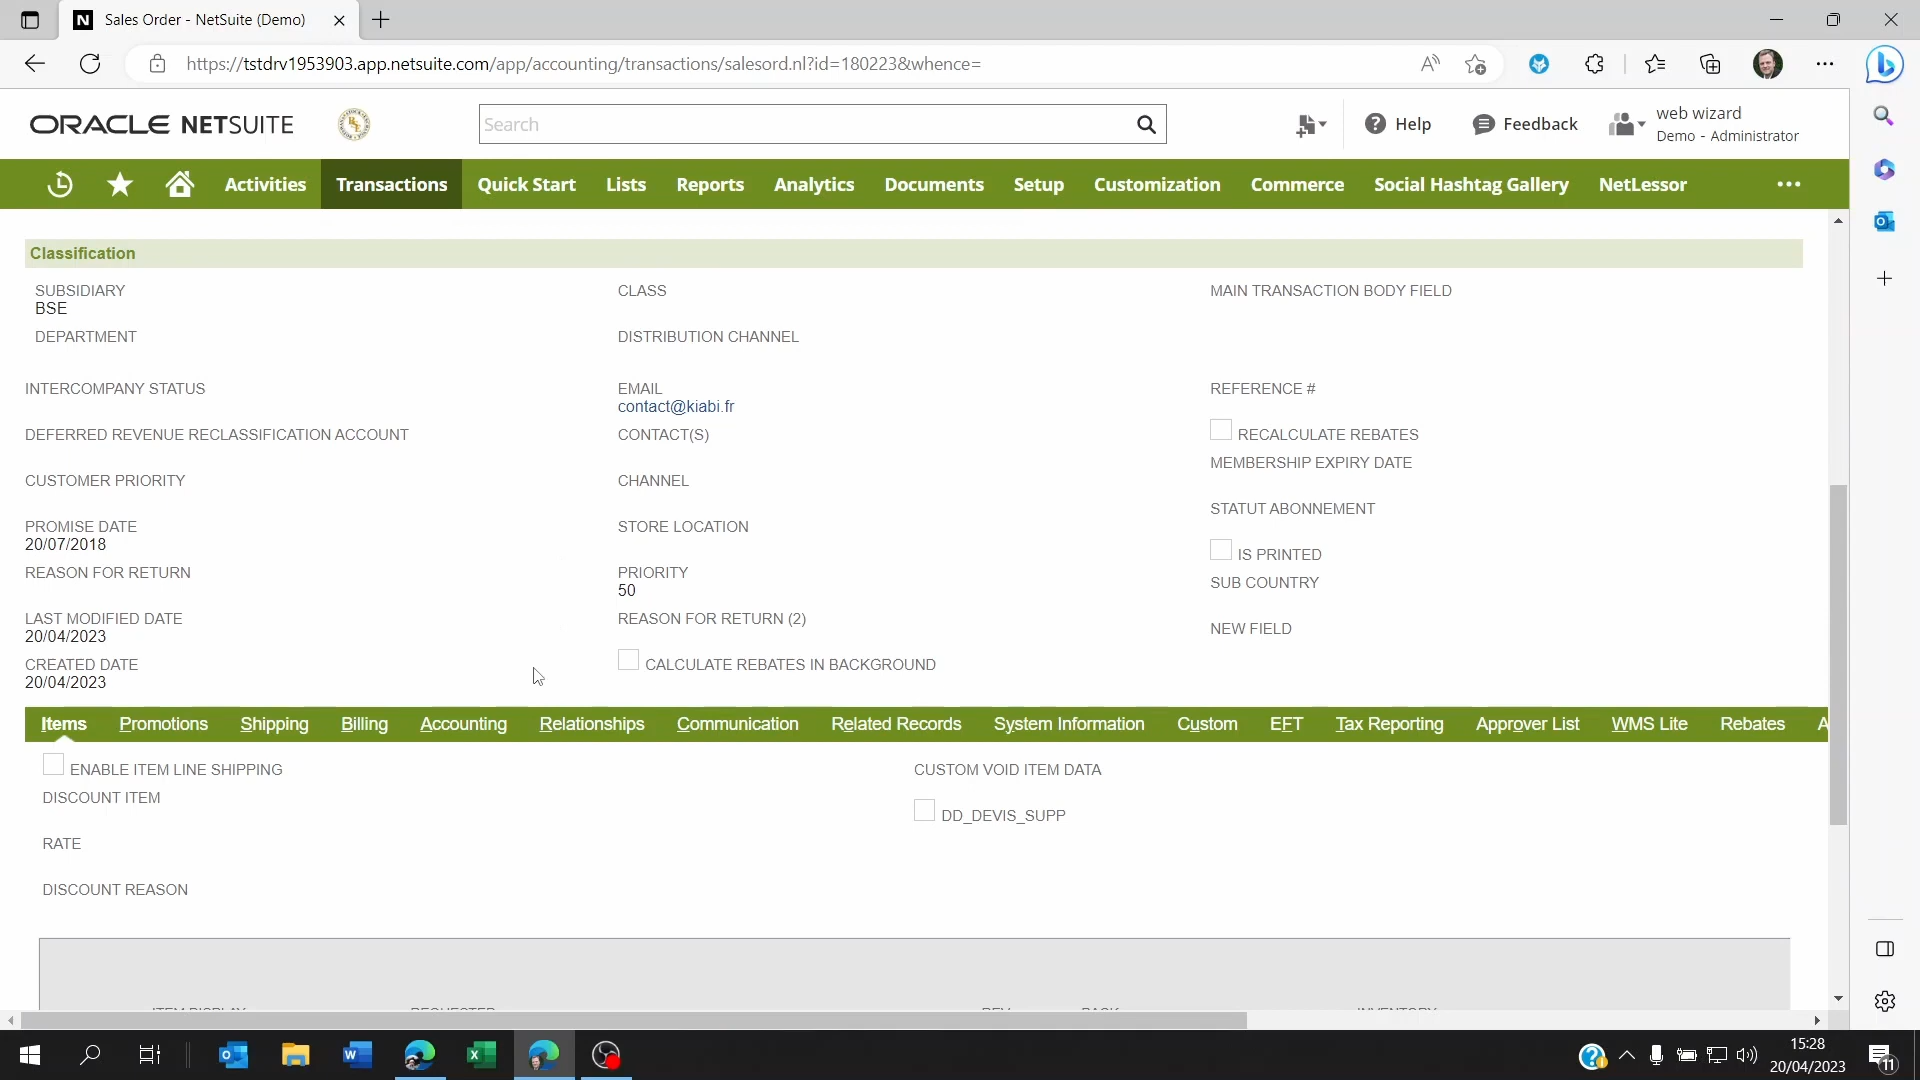 Sales Order - NetSuite (Demo)
https://tstdrv1953903.app.netsuite.com/app/accounting/transactions/salesord.nl?id=180223&whence=
ORACLE NETSUITE
Search
Help
Feedback
web wizard
Demo - Administrator
Activities Transactions Quick Start Lists Reports Analytics Documents Setup Customization Commerce Social Hashtag Gallery NetLessor
Classification
SUBSIDIARY CLASS MAIN TRANSACTION BODY FIELD
BSE
DEPARTMENT DISTRIBUTION CHANNEL
INTERCOMPANY STATUS EMAIL REFERENCE #
contact@kiabi.fr
DEFERRED REVENUE RECLASSIFICATION ACCOUNT CONTACT(S) RECALCULATE REBATES
MEMBERSHIP EXPIRY DATE
CUSTOMER PRIORITY CHANNEL
STATUT ABONNEMENT
PROMISE DATE STORE LOCATION
20/07/2018
IS PRINTED
REASON FOR RETURN PRIORITY SUB COUNTRY
50
LAST MODIFIED DATE REASON FOR RETURN (2) NEW FIELD
20/04/2023
CREATED DATE CALCULATE REBATES IN BACKGROUND
20/04/2023
Items Promotions Shipping Billing Accounting Relationships Communication Related Records System Information Custom EFT Tax Reporting Approver List WMS Lite Rebates A
ENABLE ITEM LINE SHIPPING CUSTOM VOID ITEM DATA
DISCOUNT ITEM
DD_DEVIS_SUPP
RATE
DISCOUNT REASON
15:28
20/04/2023
11